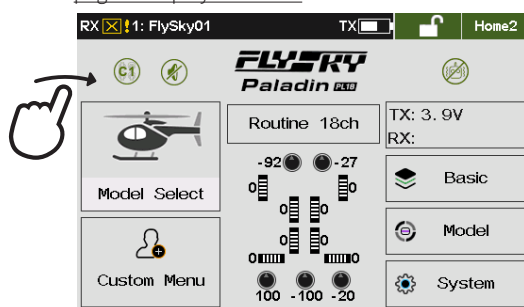 RX ! 1: FlySky01 TX Home2
C1
FLYSKY
Paladin PL18
Routine 18ch
TX: 3.9V
RX:
-92 -27
0 0
0 0
0 0
0 0
100 -100 -20
Model Select
Custom Menu
Basic
Model
System